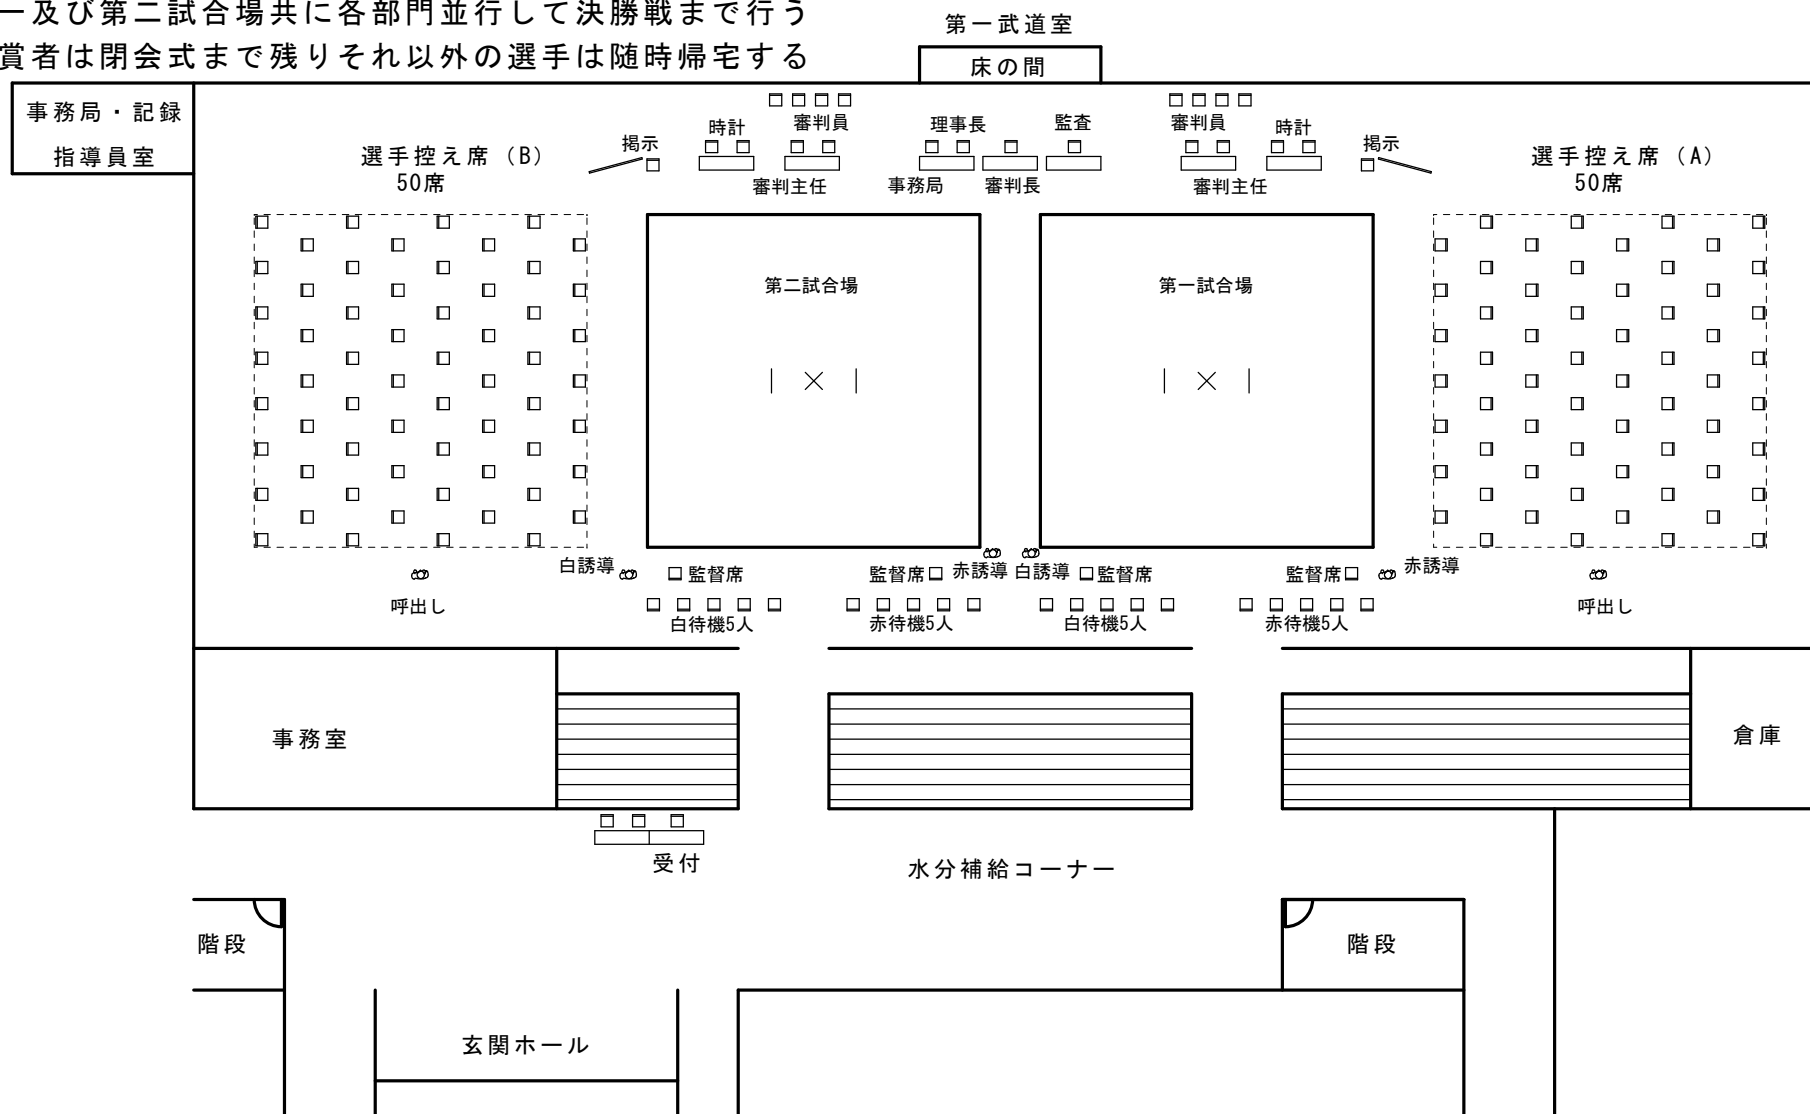 一及び第二試合場共に各部門並行して決勝戦まで行う
賞者は閉会式まで残りそれ以外の選手は随時帰宅する
第一武道室
床の間
事務局・記録
指導員室
選手控え席（B）
50席
掲示
時計
審判員
審判主任
理事長
事務局
審判長
監査
審判員
審判主任
時計
掲示
選手控え席（A）
50席
第二試合場
第一試合場
呼出し
白誘導
監督席
白待機5人
監督席
赤誘導
赤待機5人
白誘導
監督席
白待機5人
監督席
赤誘導
赤待機5人
呼出し
事務室
倉庫
受付
水分補給コーナー
階段
階段
玄関ホール